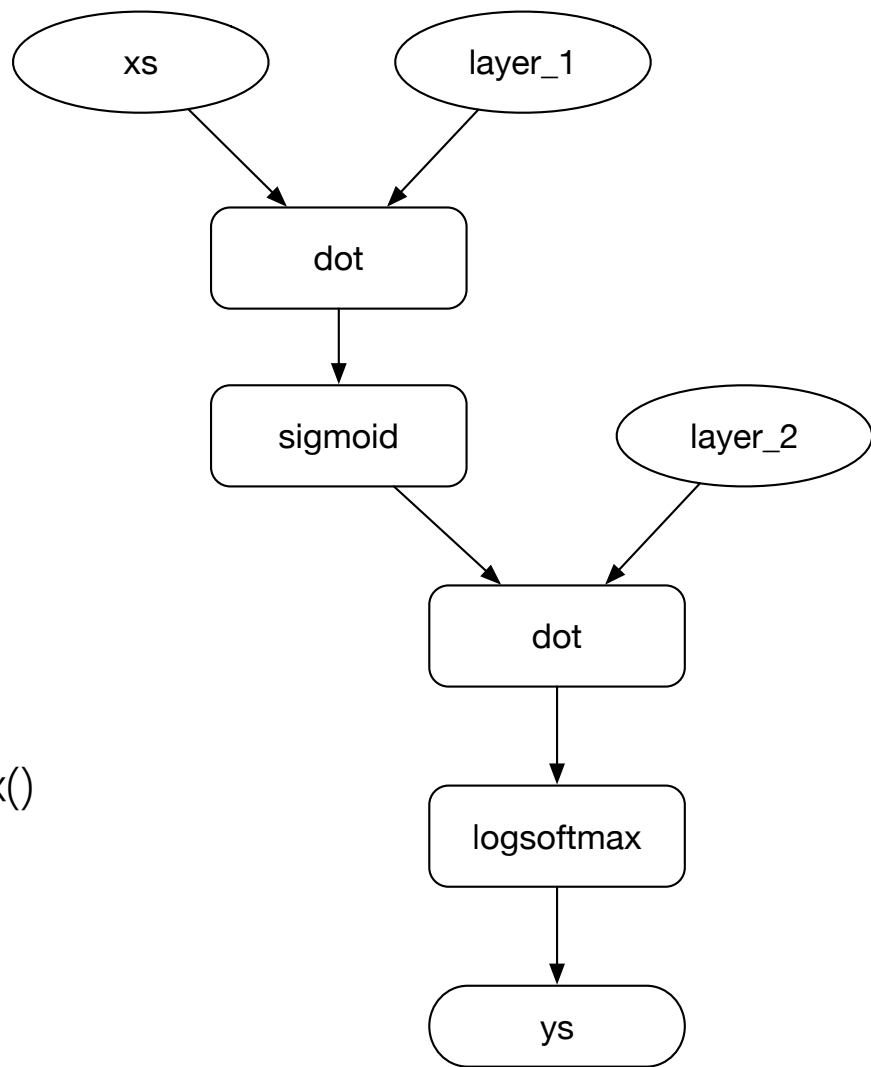 xs
layer_1
dot
sigmoid
layer_2
dot
x()
logsoftmax
ys